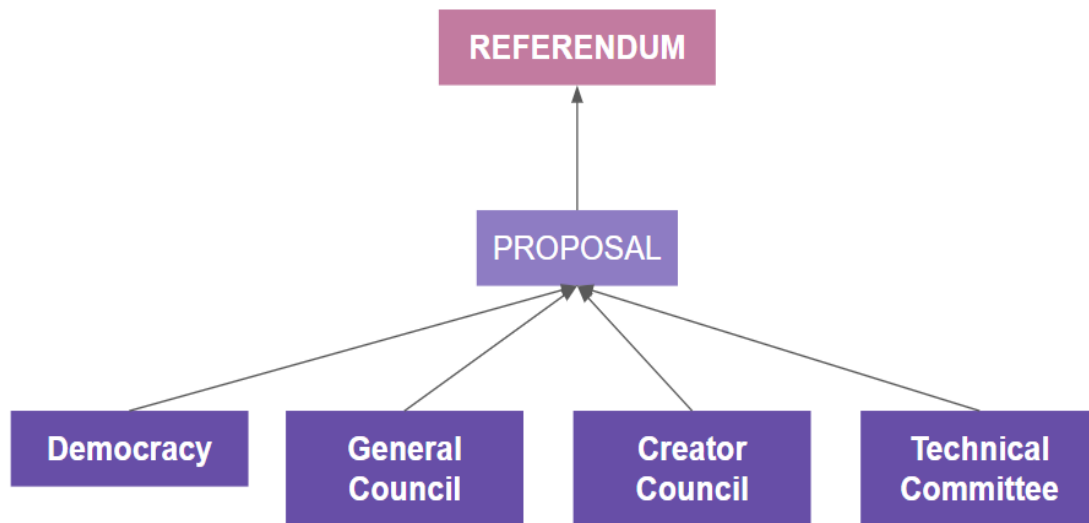 REFERENDUM
PROPOSAL
Democracy
General
Council
Creator
Council
Technical
Committee